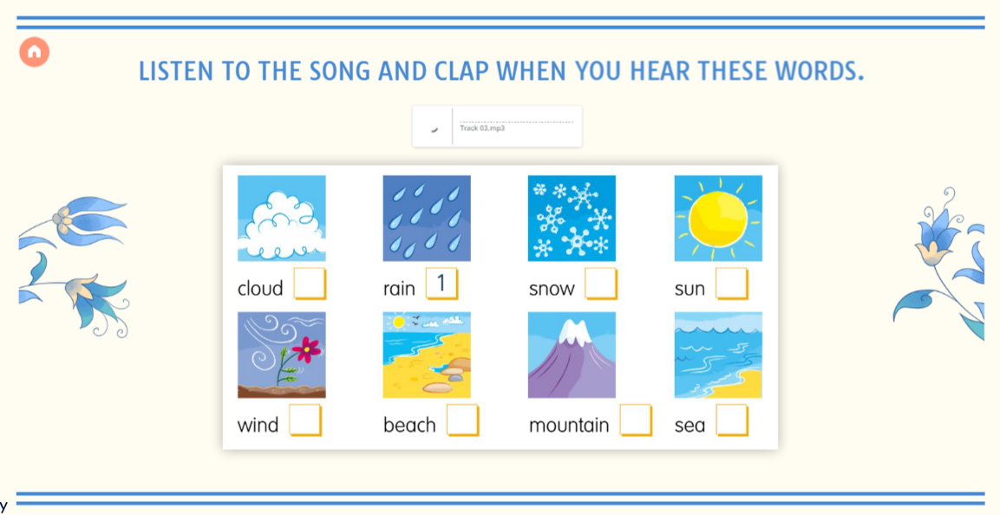 LISTEN TO THE SONG AND CLAP WHEN YOU HEAR THESE WORDS.
Track 03.mp3
cloud
rain 1
snow
sun
wind
beach
mountain
sea
y